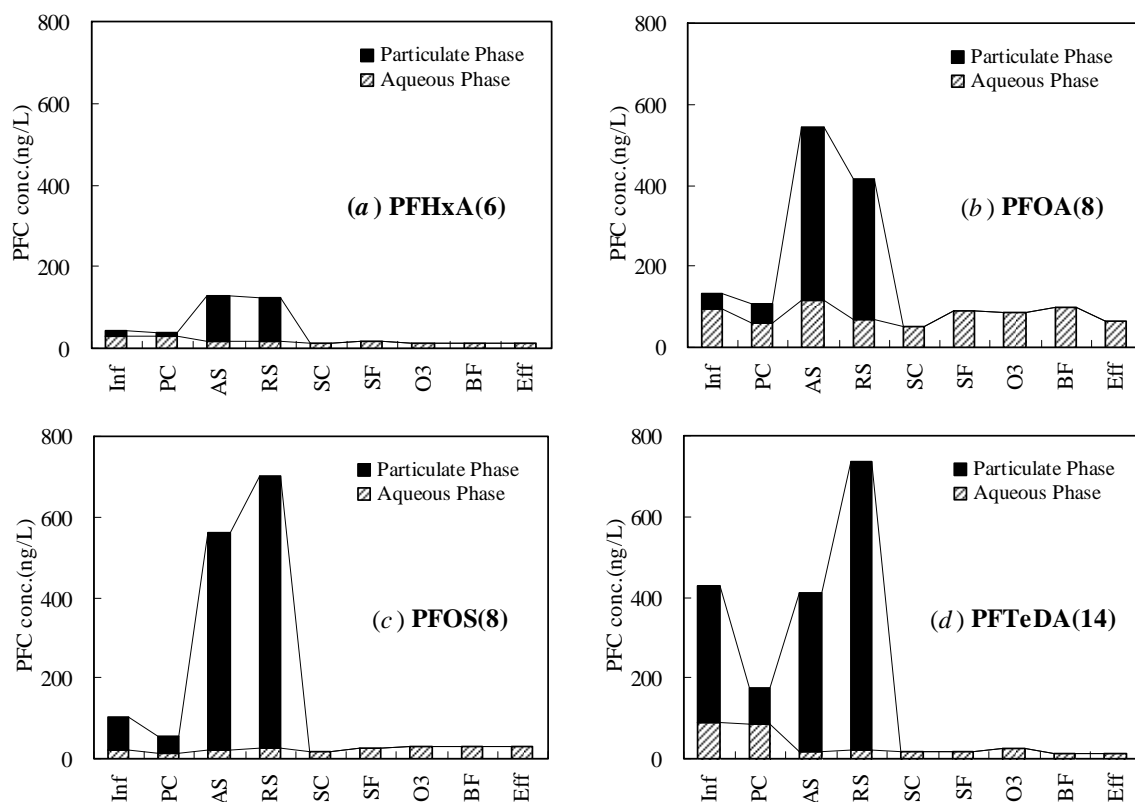 800
600
400
200
0
PFC conc.(ng/L)
Particulate Phase
Aqueous Phase
(a) PFHxA(6)
Inf PC AS RS SC SF O3 BF Eff
800
600
400
200
0
PFC conc.(ng/L)
Particulate Phase
Aqueous Phase
(b) PFOA(8)
Inf PC AS RS SC SF O3 BF Eff
800
600
400
200
0
PFC conc.(ng/L)
Particulate Phase
Aqueous Phase
(c) PFOS(8)
Inf PC AS RS SC SF O3 BF Eff
800
600
400
200
0
PFC conc.(ng/L)
Particulate Phase
Aqueous Phase
(d) PFTeDA(14)
Inf PC AS RS SC SF O3 BF Eff